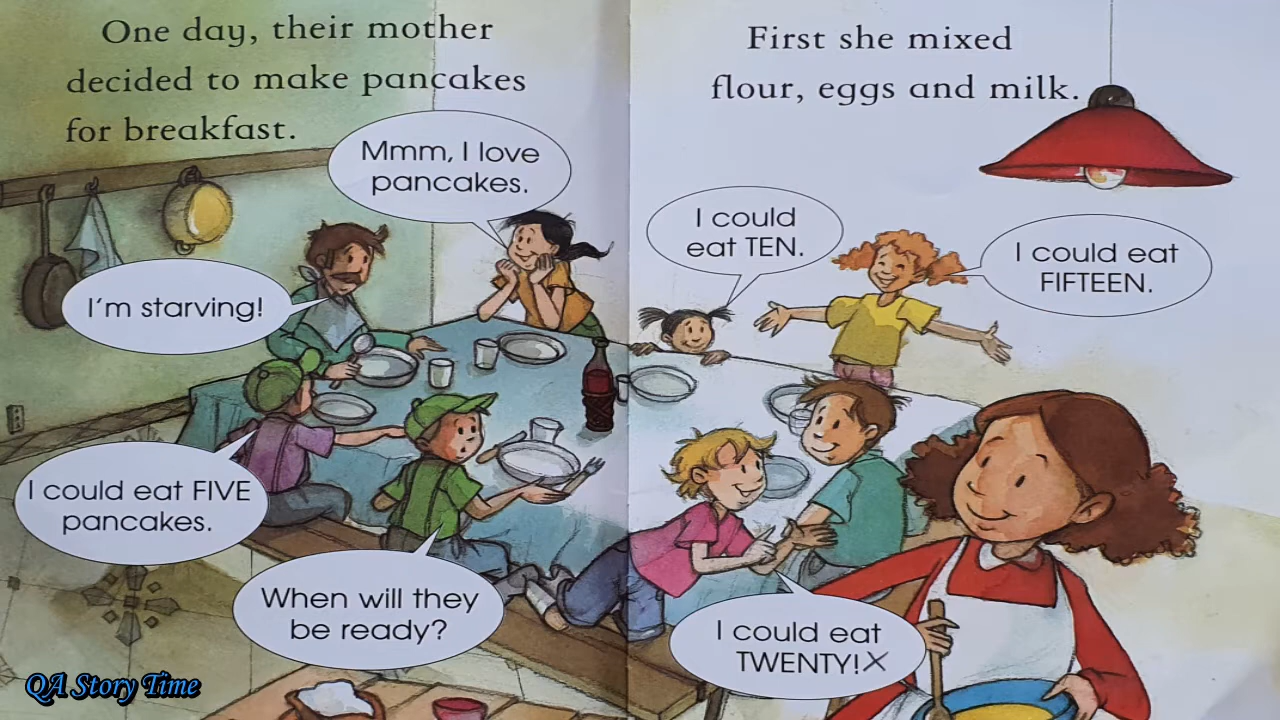 One day, their mother
decided to make pancakes
for breakfast.
Mmm, I love
pancakes.
I'm starving!
I could eat FIVE
pancakes.
When will they
be ready?
First she mixed
flour, eggs and milk.
I could
eat TEN.
I could eat
FIFTEEN.
I could eat
TWENTY!
QA Story Time